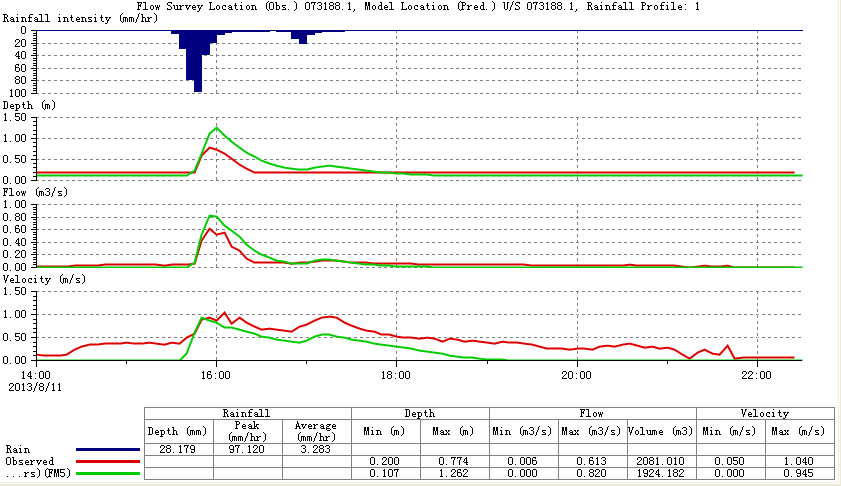 Flow Survey Location (Obs.) 073188.1, Model Location (Pred.) U/S 073188.1, Rainfall Profile: 1
Rainfall intensity (mm/hr)
0
20
40
60
80
100
Depth (m)
1.50
1.00
0.50
0.00
Flow (m3/s)
1.00
0.80
0.60
0.40
0.20
0.00
Velocity (m/s)
1.50
1.00
0.50
0.00
14:00 16:00 18:00 20:00 22:00
2013/8/11
Rainfall Depth Flow Velocity
Depth (mm) Peak (mm/hr) Average (mm/hr) Min (m) Max (m) Min (m3/s) Max (m3/s) Volume (m3) Min (m/s) Max (m/s)
Rain 28.179 97.120 3.283
Observed 0.200 0.774 0.006 0.613 2081.010 0.050 1.040
...rs)(FM5) 0.107 1.262 0.000 0.820 1924.182 0.000 0.945